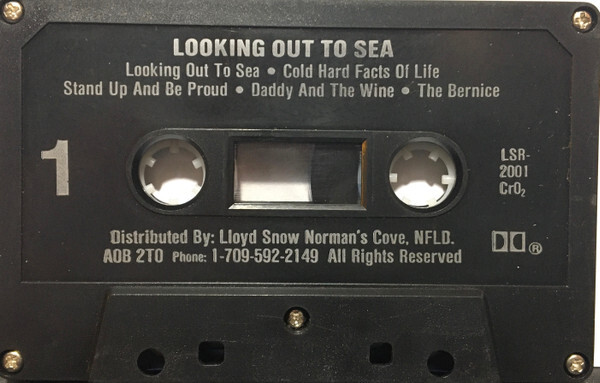 LOOKING OUT TO SEA
Looking Out To Sea • Cold Hard Facts Of Life
Stand Up And Be Proud • Daddy And The Wine • The Bernice
1
LSR-
2001
CrO₂
Distributed By: Lloyd Snow Norman's Cove, NFLD.
AOB 2TO Phone: 1-709-592-2149 All Rights Reserved
®